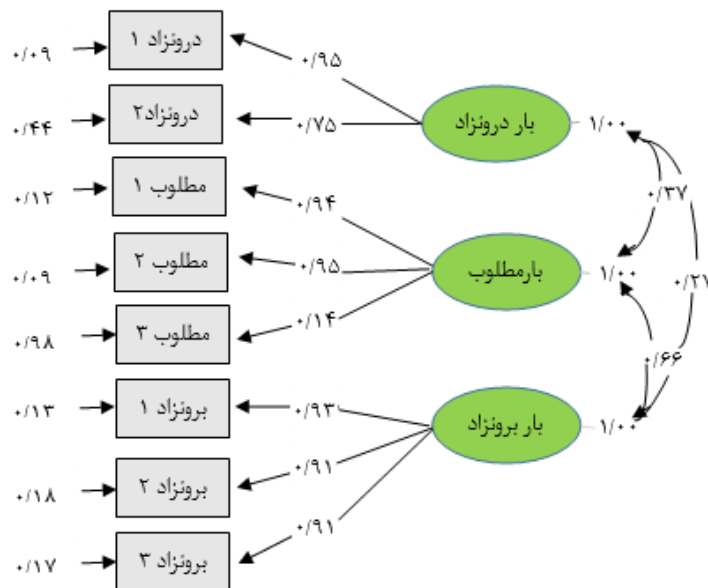 درونزاد ۱
۰/۰۹
۰/۹۵
درونزاد۲
۰/۴۴
۰/۷۵
بار درونزاد
۱/۰۰
مطلوب ۱
۰/۱۲
۰/۹۴
۰/۳۷
مطلوب ۲
۰/۰۹
۰/۹۵
بارمطلوب
۱/۰۰
۰/۲۷
مطلوب ۳
۰/۹۸
۰/۱۴
۰/۶۶
برونزاد ۱
۰/۱۳
۰/۹۳
بار برونزاد
۱/۰۰
برونزاد ۲
۰/۱۸
۰/۹۱
برونزاد ۳
۰/۱۷
۰/۹۱